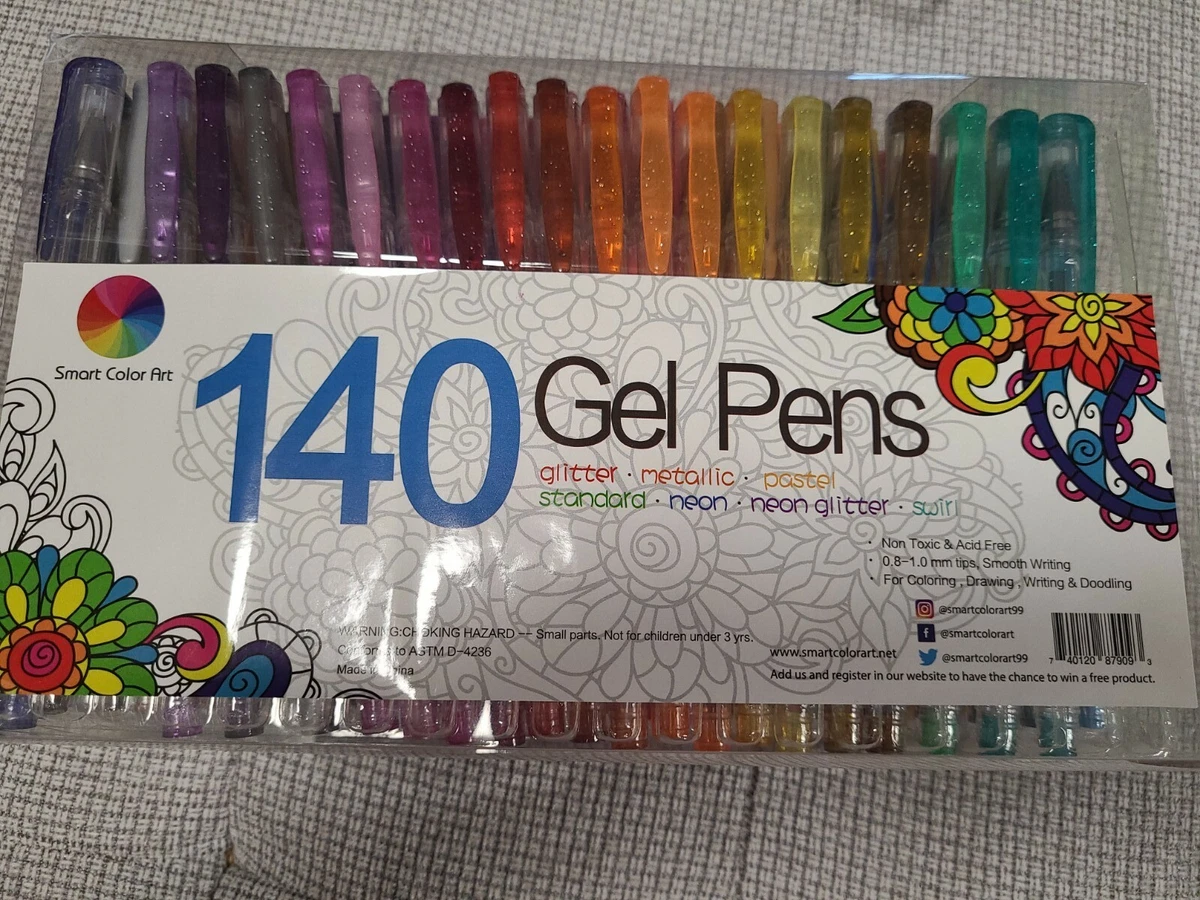 Smart Color Art
140 Gel Pens
glitter · metallic · pastel
standard · neon · neon glitter · swirl
· Non Toxic & Acid Free
· 0.8-1.0 mm tips, Smooth Writing
· For Coloring , Drawing , Writing & Doodling
@smartcolorart99
@smartcolorart
@smartcolorart99
WARNING:CHOKING HAZARD -- Small parts. Not for children under 3 yrs.
Conforms to ASTM D-4236
Made in China
www.smartcolorart.net
Add us and register in our website to have the chance to win a free product.
7 40120 87909 3